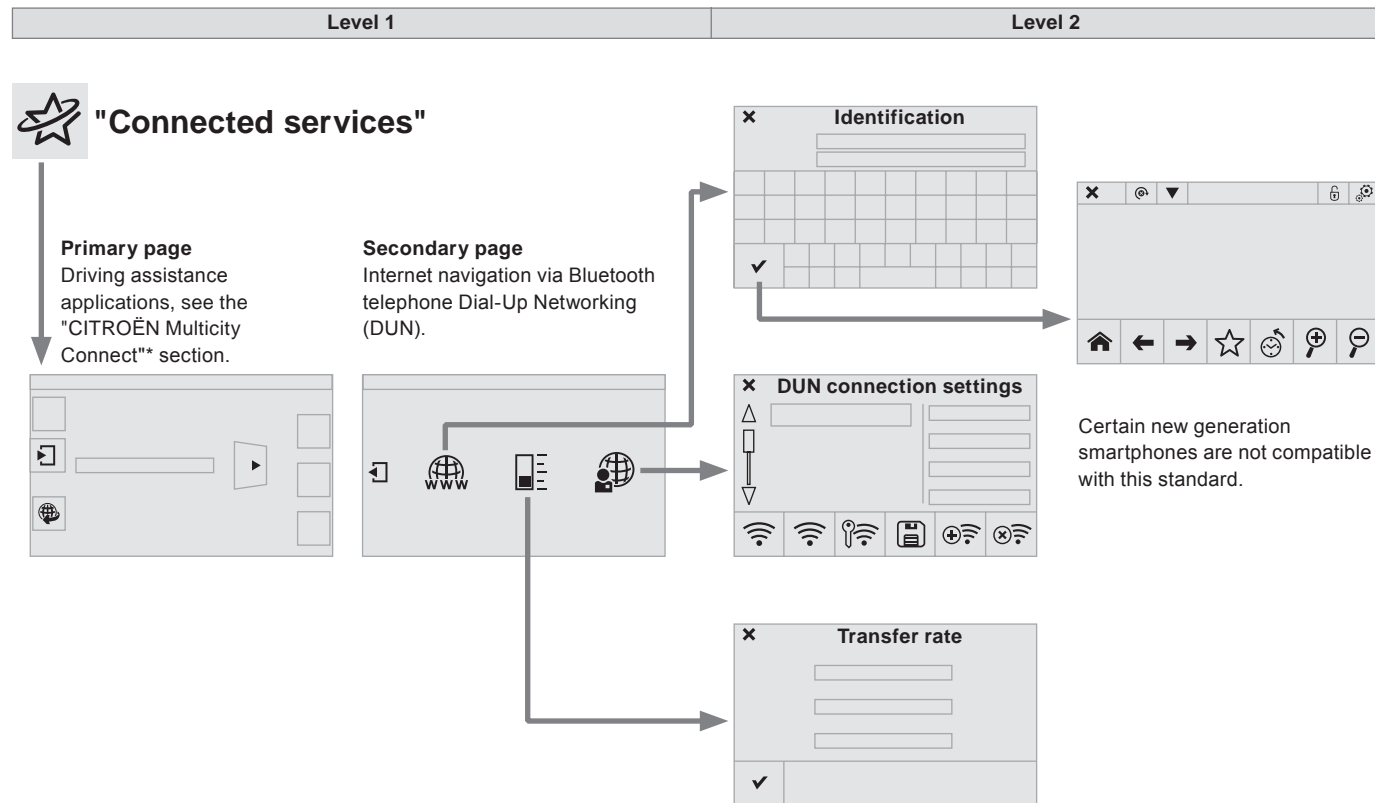 Level 1
Level 2
"Connected services"
Primary page
Driving assistance
applications, see the
"CITROËN Multicity
Connect"* section.
Secondary page
Internet navigation via Bluetooth
telephone Dial-Up Networking
(DUN).
WWW
Identification
DUN connection settings
Transfer rate
Certain new generation
smartphones are not compatible
with this standard.